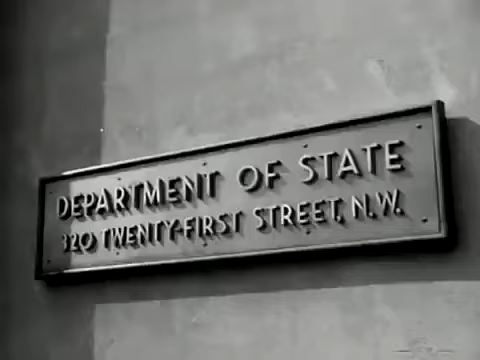 DEPARTMENT OF STATE
320 TWENTY-FIRST STREET, N.W.